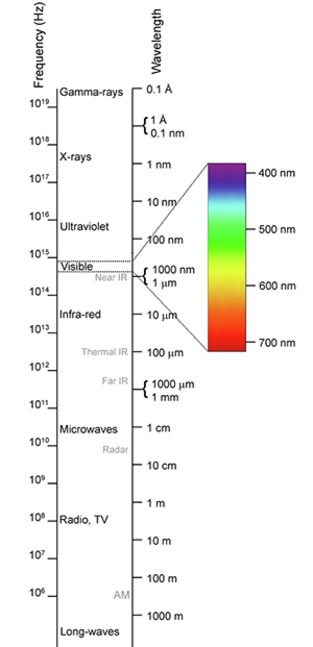 Frequency (Hz)
Wavelength
Gamma-rays
0.1 Å
10¹⁹
1 Å
0.1 nm
10¹⁸
X-rays
1 nm
400 nm
10¹⁷
10 nm
10¹⁶
Ultraviolet
500 nm
100 nm
10¹⁵
Visible
1000 nm
Near IR
1 µm
600 nm
10¹⁴
Infra-red
10 µm
10¹³
700 nm
Thermal IR
100 µm
10¹²
Far IR
1000 µm
1 mm
10¹¹
Microwaves
1 cm
10¹⁰
Radar
10 cm
10⁹
1 m
10⁸
Radio, TV
10 m
10⁷
100 m
10⁶
AM
1000 m
Long-waves